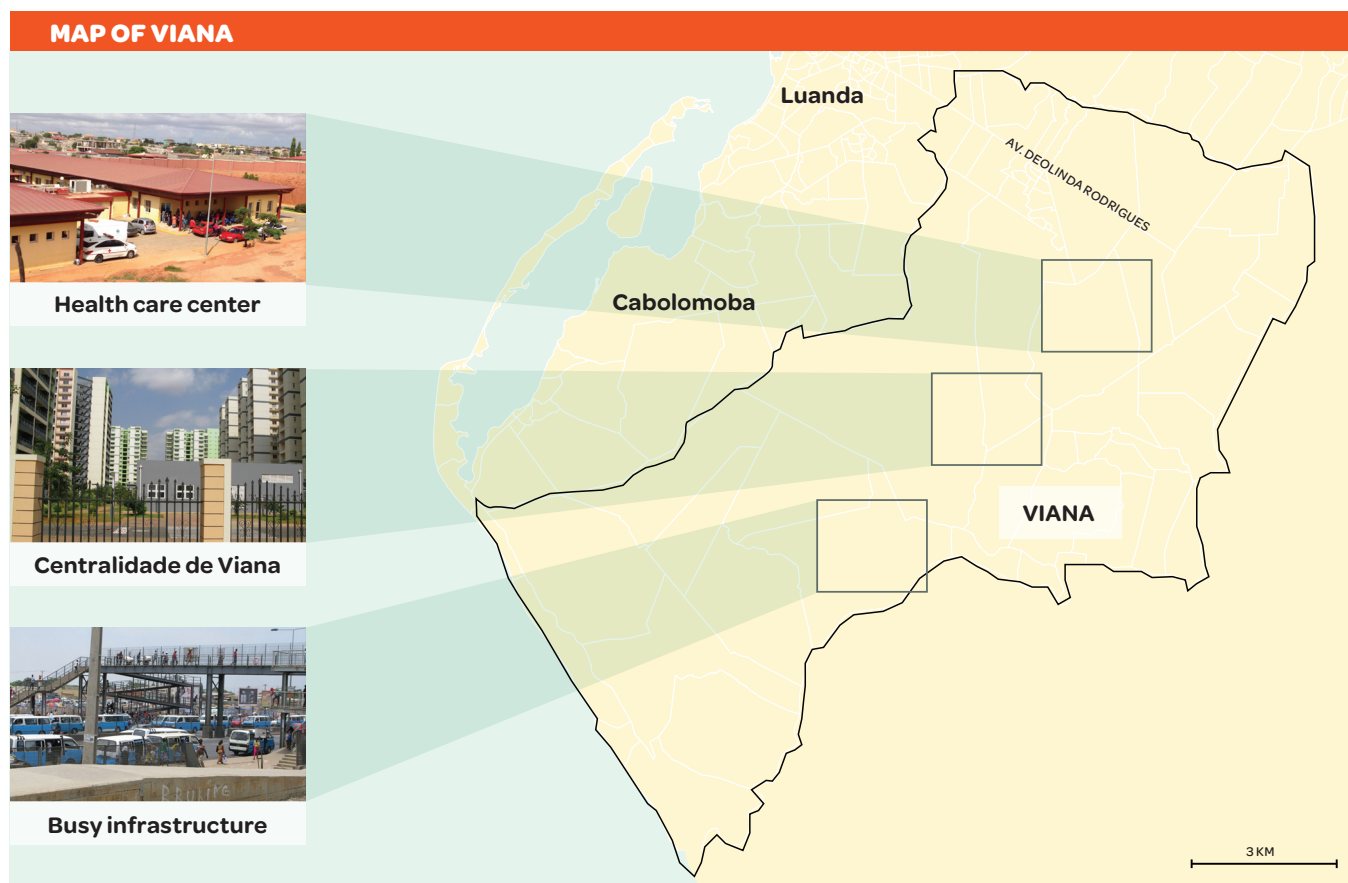 MAP OF VIANA
Luanda
AV. DEOLINDA RODRIGUES
Health care center
Cabolomoba
Centralidade de Viana
VIANA
Busy infrastructure
3 KM